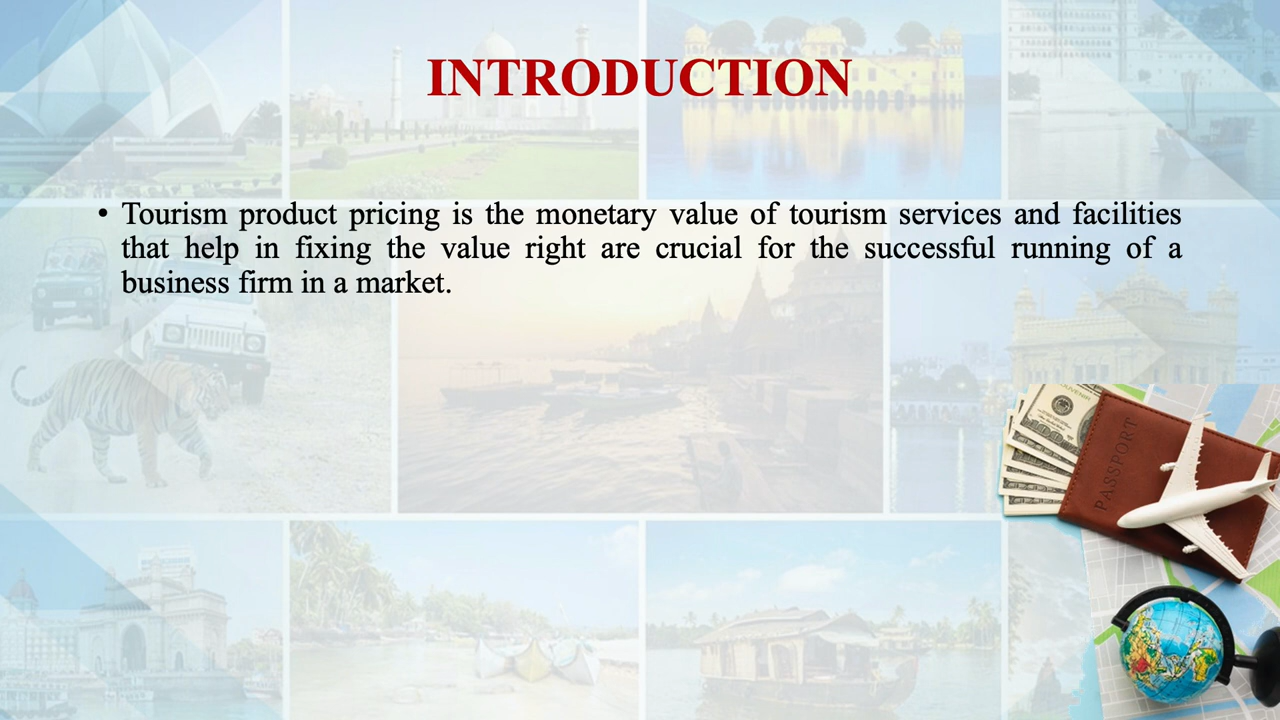 INTRODUCTION
• Tourism product pricing is the monetary value of tourism services and facilities
that help in fixing the value right are crucial for the successful running of a
business firm in a market.
PASSPORT